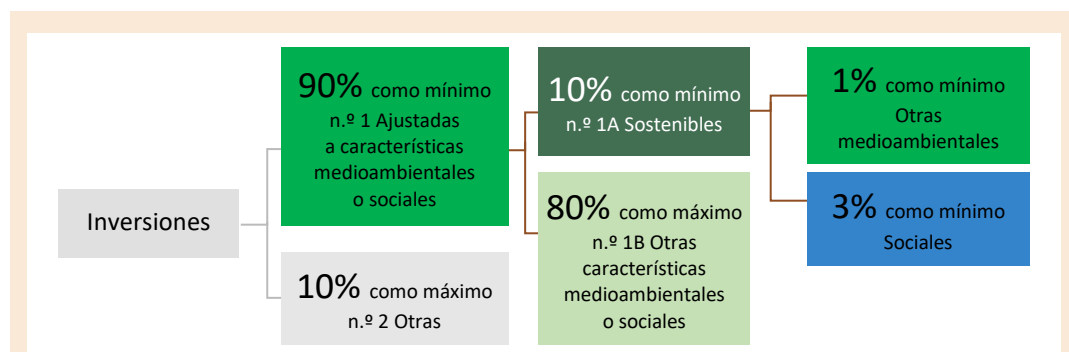 Inversiones
90% como mínimo
n.º 1 Ajustadas
a características
medioambientales
o sociales
10% como máximo
n.º 2 Otras
10% como mínimo
n.º 1A Sostenibles
80% como máximo
n.º 1B Otras
características
medioambientales
o sociales
1% como mínimo
Otras
medioambientales
3% como mínimo
Sociales